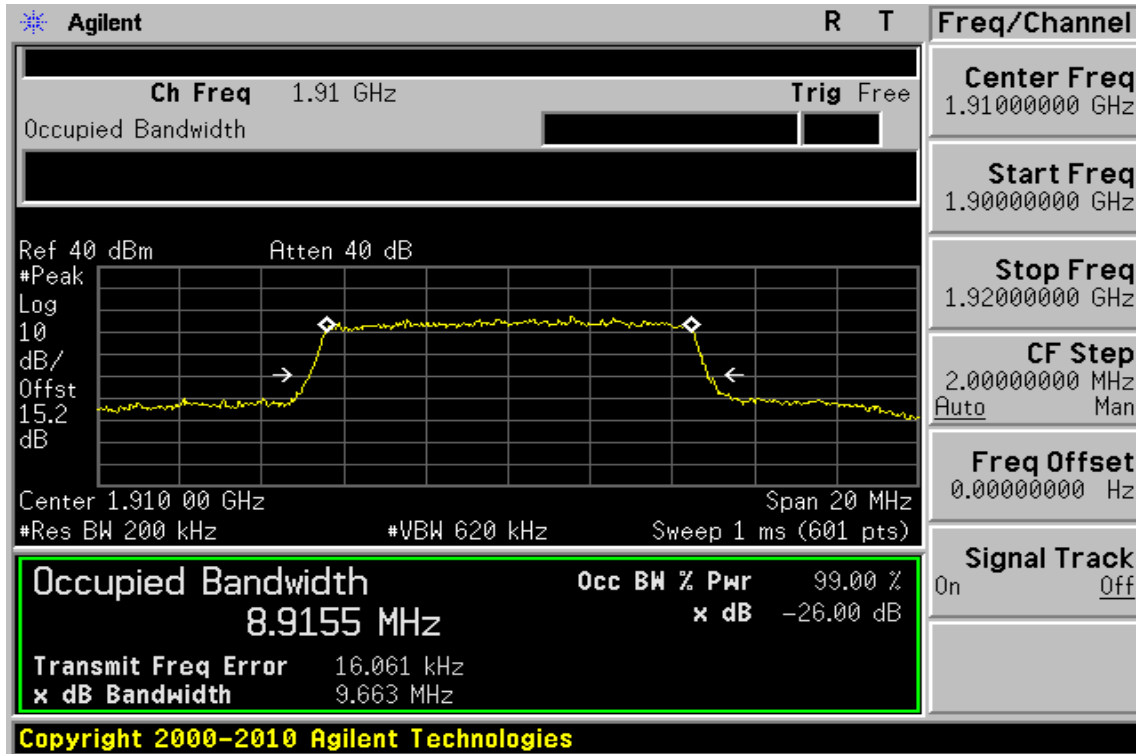 Agilent R T
Freq/Channel
Ch Freq 1.91 GHz Trig Free
Occupied Bandwidth
Center Freq
1.91000000 GHz
Start Freq
1.90000000 GHz
Stop Freq
1.92000000 GHz
CF Step
2.00000000 MHz
Auto Man
Freq Offset
0.00000000 Hz
Signal Track
On Off
Ref 40 dBm Atten 40 dB
#Peak
Log
10
dB/
Offst
15.2
dB
Center 1.910 00 GHz Span 20 MHz
#Res BW 200 kHz #VBW 620 kHz Sweep 1 ms (601 pts)
Occupied Bandwidth Occ BW % Pwr 99.00 %
8.9155 MHz x dB -26.00 dB
Transmit Freq Error 16.061 kHz
x dB Bandwidth 9.663 MHz
Copyright 2000-2010 Agilent Technologies